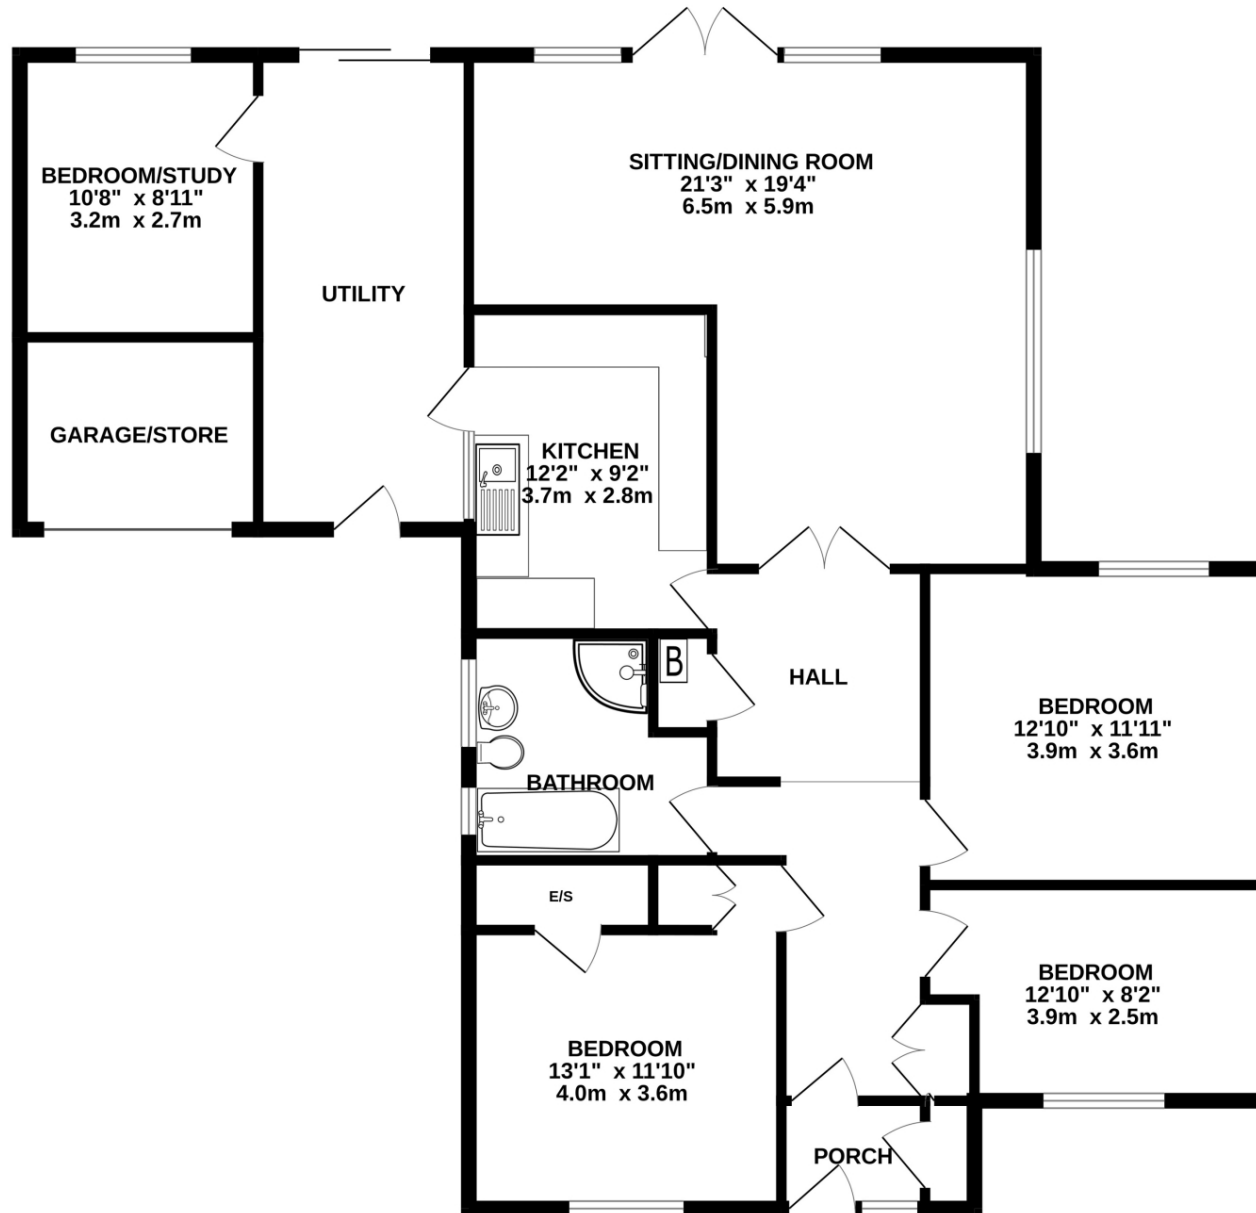 BEDROOM/STUDY
10'8" x 8'11"
3.2m x 2.7m
SITTING/DINING ROOM
21'3" x 19'4"
6.5m x 5.9m
UTILITY
GARAGE/STORE
KITCHEN
12'2" x 9'2"
3.7m x 2.8m
B
HALL
BEDROOM
12'10" x 11'11"
3.9m x 3.6m
BATHROOM
E/S
BEDROOM
12'10" x 8'2"
3.9m x 2.5m
BEDROOM
13'1" x 11'10"
4.0m x 3.6m
PORCH